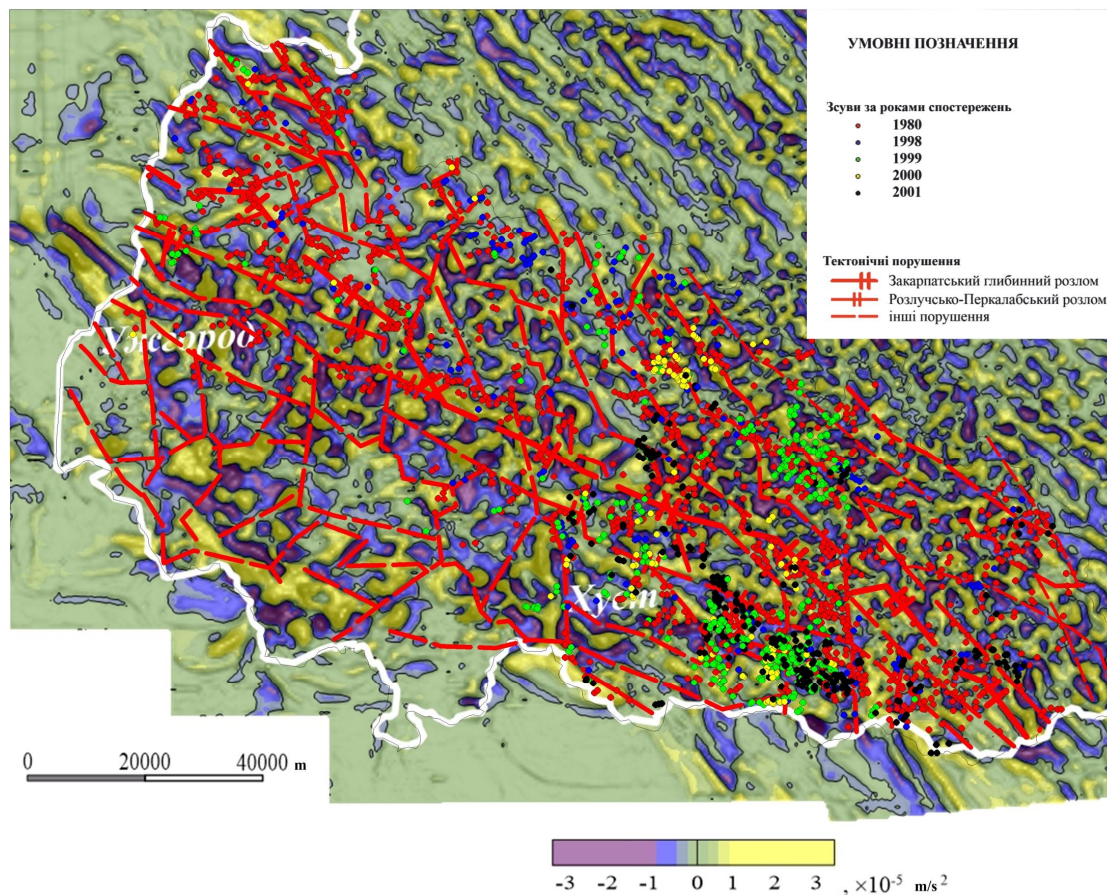 УМОВНІ ПОЗНАЧЕННЯ
Зсуви за роками спостережень
1980
1998
1999
2000
2001
Тектонічні порушення
Закарпатський глибинний розлом
Розлучсько-Перкалабський розлом
інші порушення
Ужгород
Хуст
0 20000 40000 m
-3 -2 -1 0 1 2 3 , ×10⁻⁵ m/s²